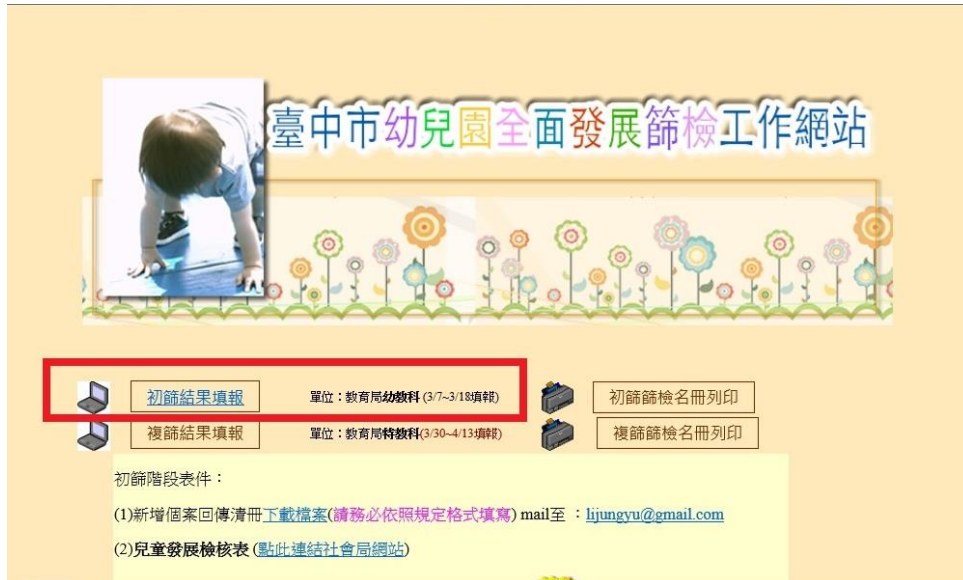 臺中市幼兒園全面發展篩檢工作網站
初篩結果填報 單位：教育局幼教科 (3/7~3/18填報) 初篩篩檢名冊列印
複篩結果填報 單位：教育局特教科(3/30~4/13填報) 複篩篩檢名冊列印
初篩階段表件：
(1)新增個案回傳清冊下載檔案(請務必依照規定格式填寫) mail至 ：lijungyu@gmail.com
(2)兒童發展檢核表 (點此連結社會局網站)